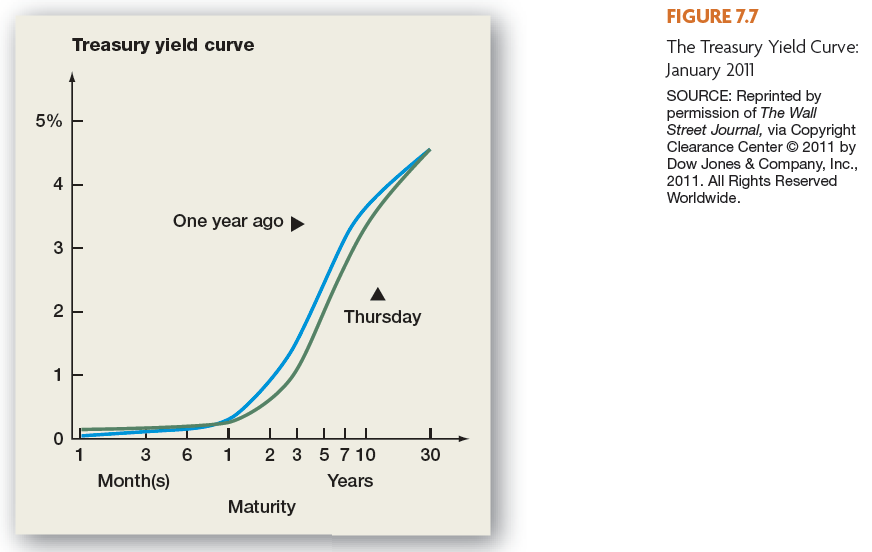 Treasury yield curve
5%
4
3
2
1
0
One year ago
Thursday
1 3 6 1 2 3 5 7 10 30
Month(s) Years
Maturity
FIGURE 7.7
The Treasury Yield Curve:
January 2011
SOURCE: Reprinted by
permission of The Wall
Street Journal, via Copyright
Clearance Center © 2011 by
Dow Jones & Company, Inc.,
2011. All Rights Reserved
Worldwide.